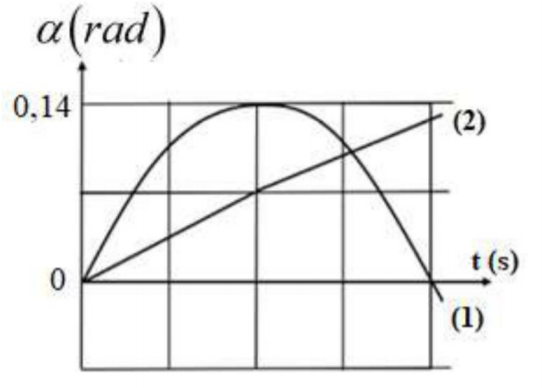 α(rad)
0,14
(2)
t (s)
0
(1)